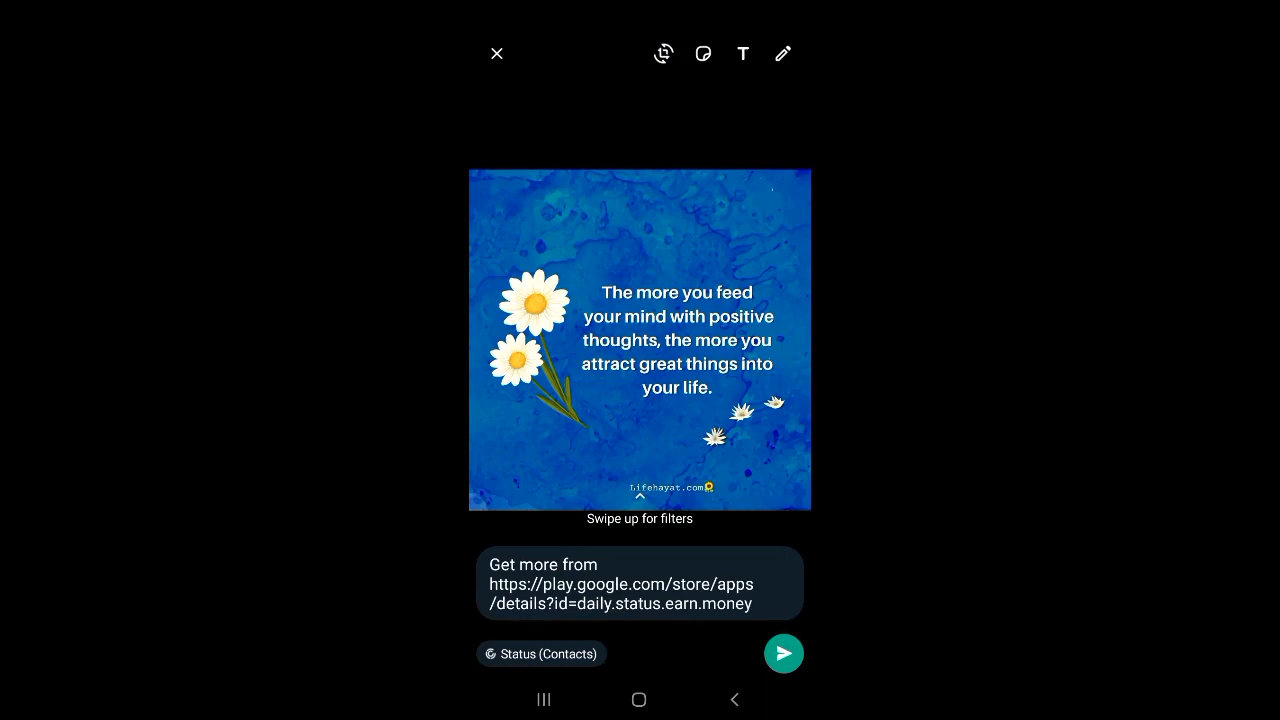 T
The more you feed
your mind with positive
thoughts, the more you
attract great things into
your life.
Lifehayat.com
Swipe up for filters
Get more from
https://play.google.com/store/apps
/details?id=daily.status.earn.money
Status (Contacts)